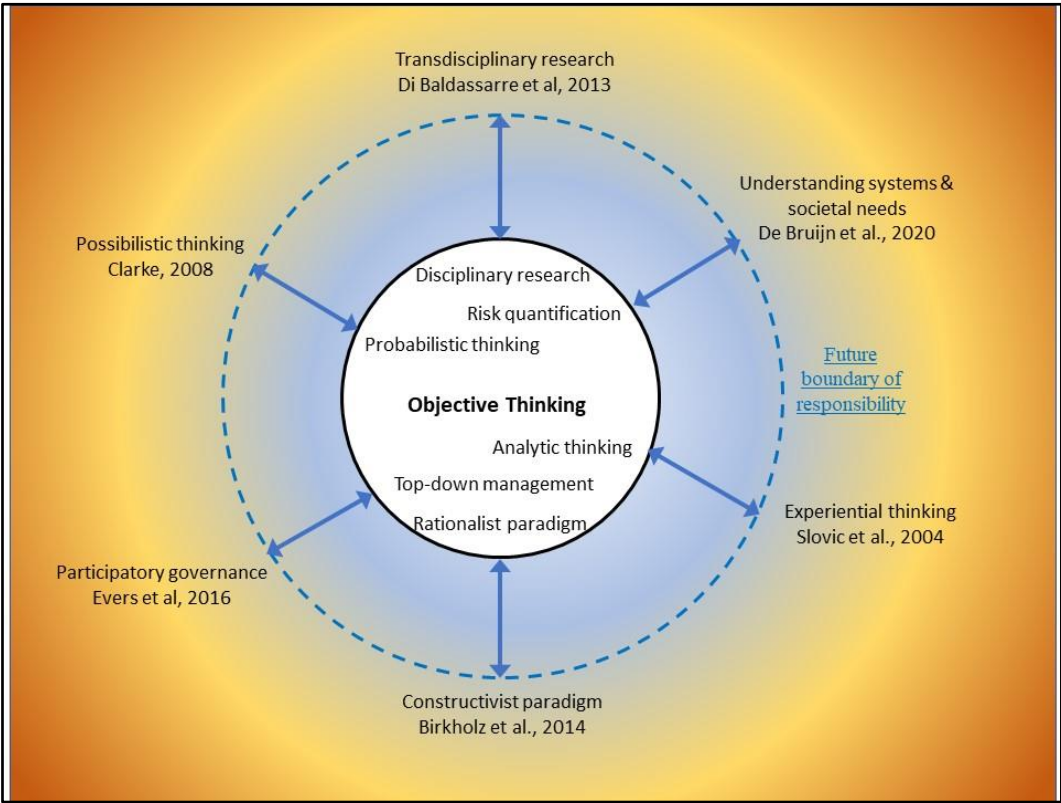 Transdisciplinary research
Di Baldassarre et al, 2013
Understanding systems &
societal needs
De Bruijn et al., 2020
Possibilistic thinking
Clarke, 2008
Disciplinary research
Risk quantification
Probabilistic thinking
Objective Thinking
Analytic thinking
Top-down management
Rationalist paradigm
Future
boundary of
responsibility
Experiential thinking
Slovic et al., 2004
Participatory governance
Evers et al, 2016
Constructivist paradigm
Birkholz et al., 2014